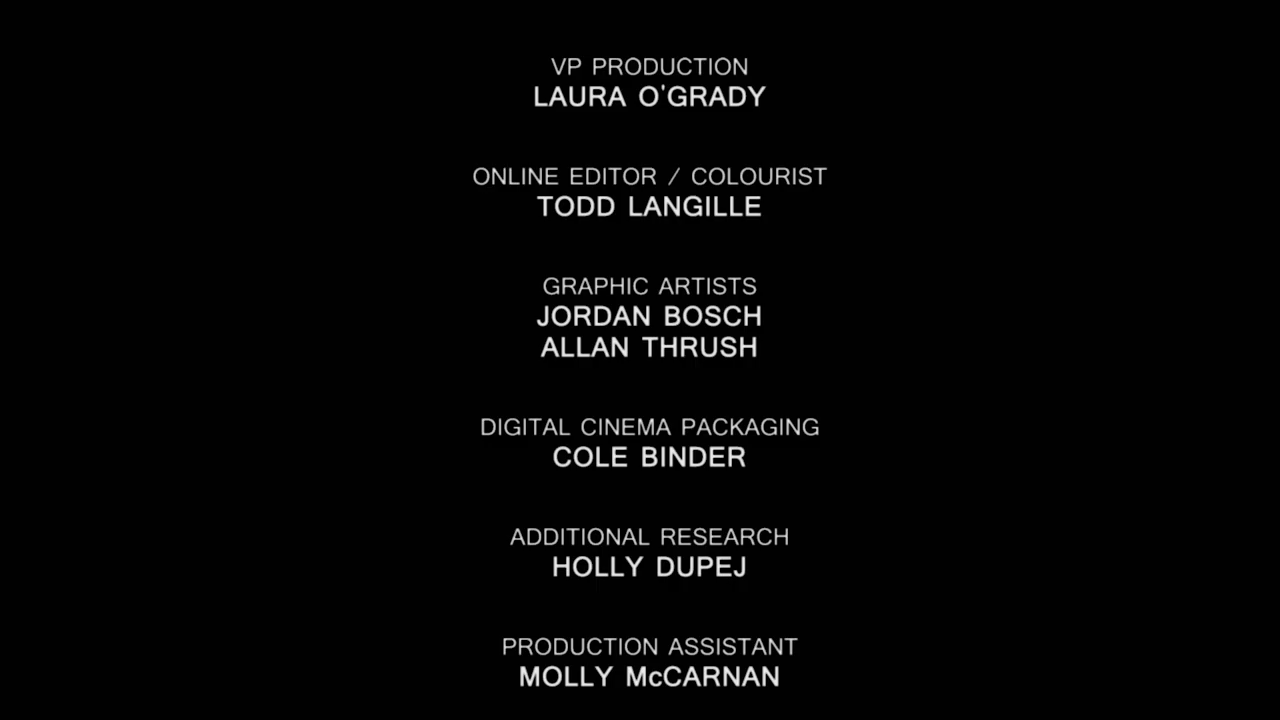 VP PRODUCTION
LAURA O'GRADY
ONLINE EDITOR / COLOURIST
TODD LANGILLE
GRAPHIC ARTISTS
JORDAN BOSCH
ALLAN THRUSH
DIGITAL CINEMA PACKAGING
COLE BINDER
ADDITIONAL RESEARCH
HOLLY DUPEJ
PRODUCTION ASSISTANT
MOLLY McCARNAN